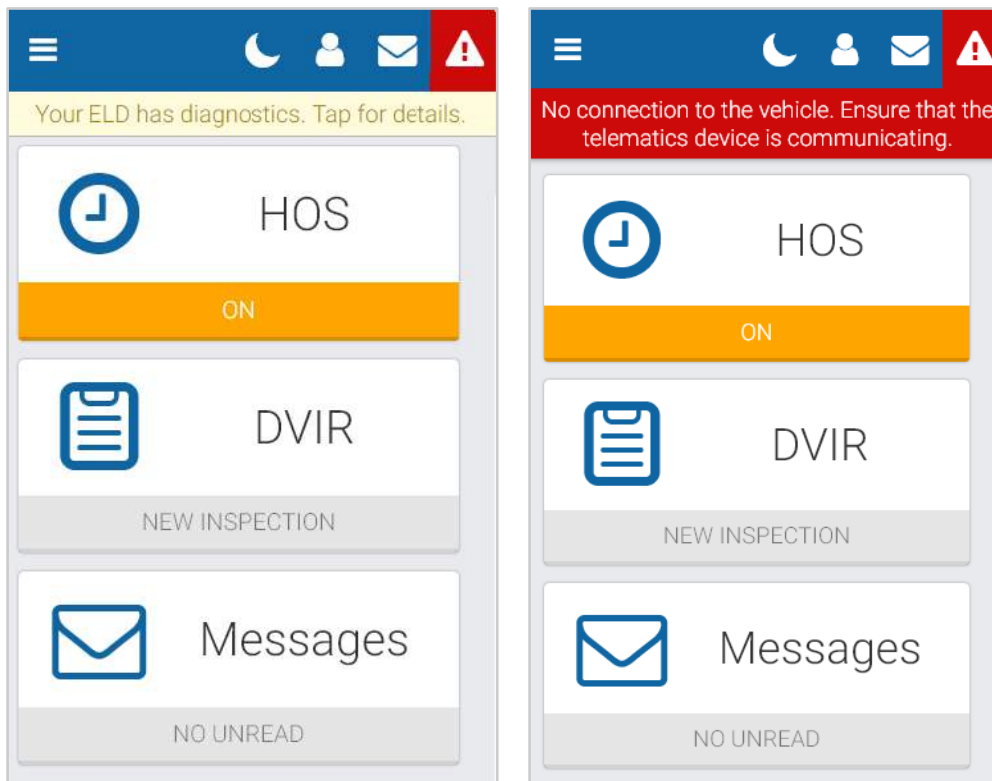 Your ELD has diagnostics. Tap for details.
HOS
ON
DVIR
NEW INSPECTION
Messages
NO UNREAD
No connection to the vehicle. Ensure that the
telematics device is communicating.
HOS
ON
DVIR
NEW INSPECTION
Messages
NO UNREAD